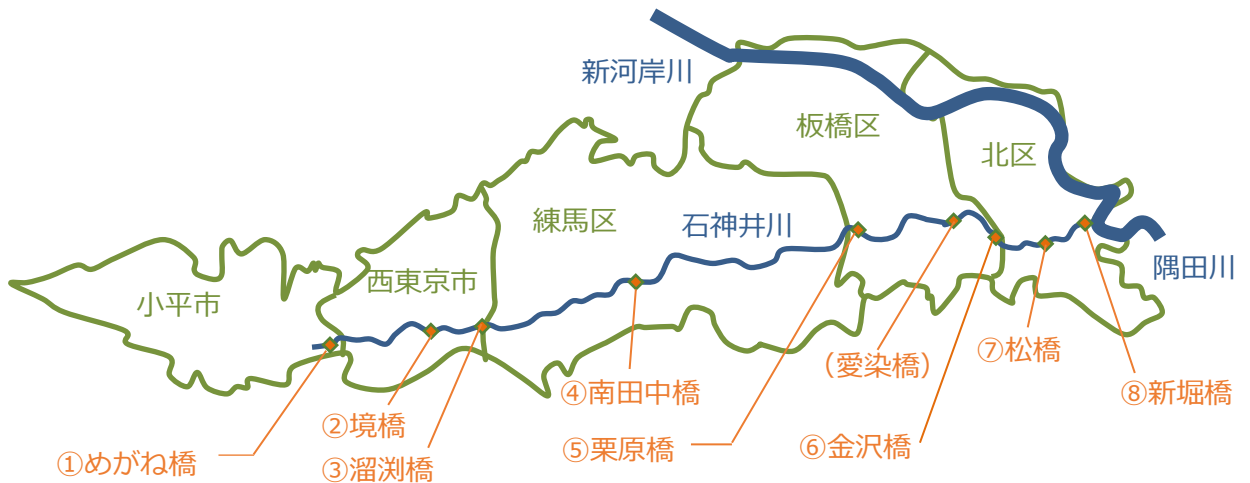 新河岸川
板橋区
北区
石神井川
練馬区
隅田川
西東京市
小平市
⑦松橋
(愛染橋)
④南田中橋
⑧新堀橋
②境橋
⑥金沢橋
⑤栗原橋
①めがね橋
③溜渕橋